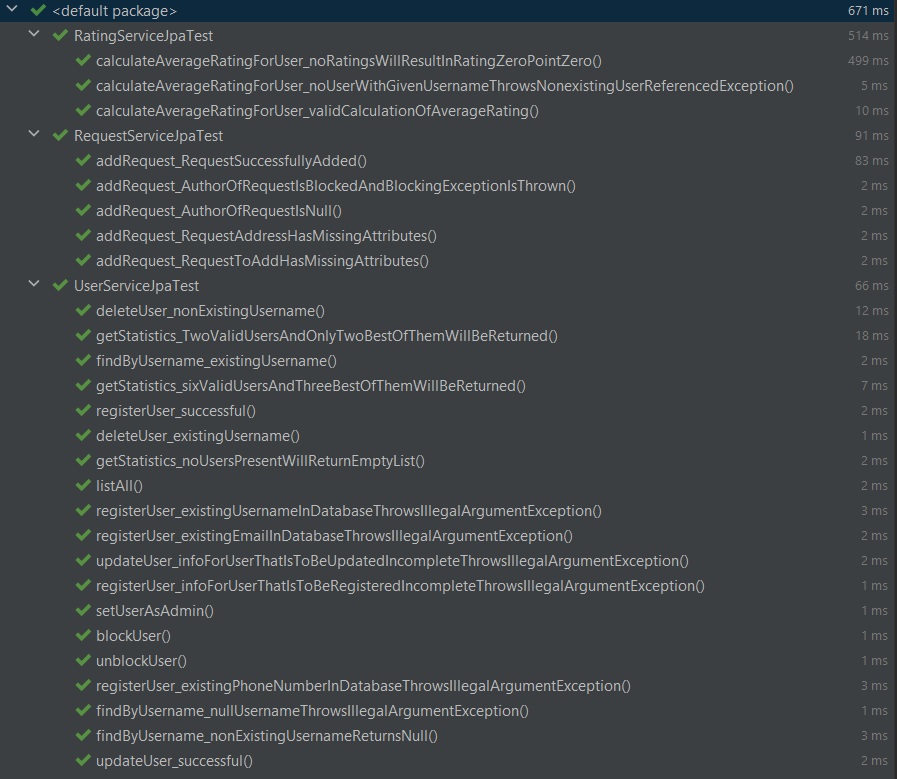 <default package> 671 ms
RatingServiceJpaTest 514 ms
calculateAverageRatingForUser_noRatingsWillResultInRatingZeroPointZero() 499 ms
calculateAverageRatingForUser_noUserWithGivenUsernameThrowsNonexistingUserReferencedException() 5 ms
calculateAverageRatingForUser_validCalculationOfAverageRating() 10 ms
RequestServiceJpaTest 91 ms
addRequest_RequestSuccessfullyAdded() 83 ms
addRequest_AuthorOfRequestIsBlockedAndBlockingExceptionIsThrown() 2 ms
addRequest_AuthorOfRequestIsNull() 2 ms
addRequest_RequestAddressHasMissingAttributes() 2 ms
addRequest_RequestToAddHasMissingAttributes() 2 ms
UserServiceJpaTest 66 ms
deleteUser_nonExistingUsername() 12 ms
getStatistics_TwoValidUsersAndOnlyTwoBestOfThemWillBeReturned() 18 ms
findByUsername_existingUsername() 2 ms
getStatistics_sixValidUsersAndThreeBestOfThemWillBeReturned() 7 ms
registerUser_successful() 2 ms
deleteUser_existingUsername() 1 ms
getStatistics_noUsersPresentWillReturnEmptyList() 2 ms
listAll() 2 ms
registerUser_existingUsernameInDatabaseThrowsIllegalArgumentException() 3 ms
registerUser_existingEmailInDatabaseThrowsIllegalArgumentException() 2 ms
updateUser_infoForUserThatIsToBeUpdatedIncompleteThrowsIllegalArgumentException() 2 ms
registerUser_infoForUserThatIsToBeRegisteredIncompleteThrowsIllegalArgumentException() 1 ms
setUserAsAdmin() 1 ms
blockUser() 1 ms
unblockUser() 1 ms
registerUser_existingPhoneNumberInDatabaseThrowsIllegalArgumentException() 3 ms
findByUsername_nullUsernameThrowsIllegalArgumentException() 1 ms
findByUsername_nonExistingUsernameReturnsNull() 3 ms
updateUser_successful() 2 ms